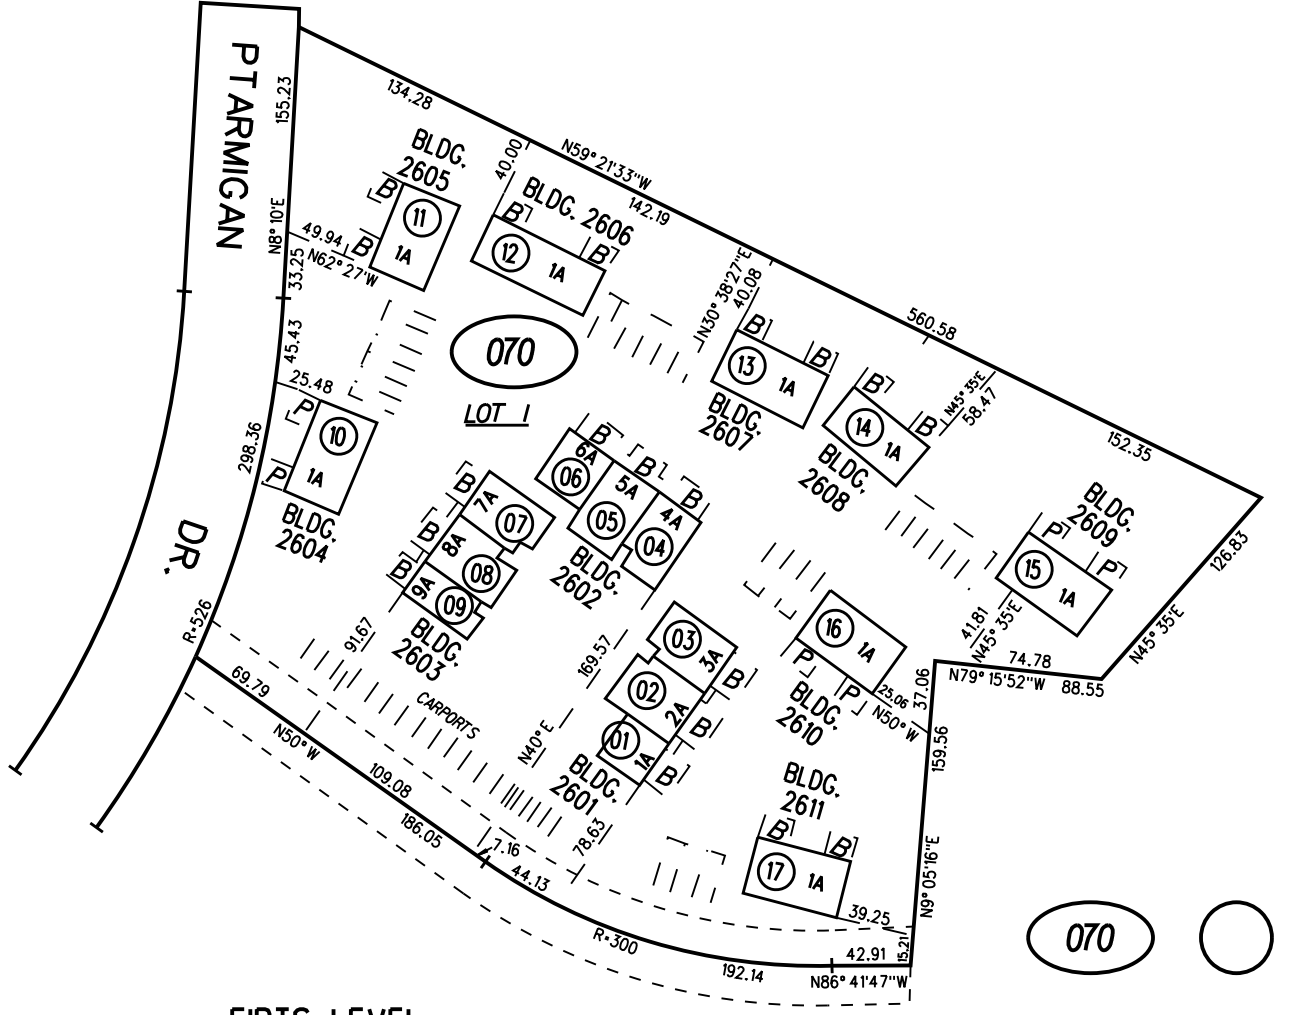 PTARMIGAN
DR.
155.23
134.28
N59°21'33"W
142.19
560.58
152.35
126.83
N45°35'E
N8°10'E
33.25
49.94
N62°27'W
45.43
25.48
298.36
R=526
40.00
BLDG.
2605
B
B
11
1A
BLDG. 2606
B
B
12
1A
N30°38'27"E
40.08
B
B
13
1A
BLDG.
2607
B
B
14
1A
BLDG.
2608
N45°35'E
58.47
BLDG.
2609
P
P
15
1A
41.81
N45°35'E
74.78
N79°15'52"W
88.55
070
LOT 1
P
P
10
1A
BLDG.
2604
B
B
B
6A
06
5A
05
4A
04
BLDG.
2602
B
B
B
7A
07
8A
08
9A
09
BLDG.
2603
91.67
169.57
N40°E
CARPORTS
03
3A
B
02
2A
B
01
1A
B
BLDG.
2601
78.63
16
1A
P
P
BLDG.
2610
25.06
N50°W
37.06
159.56
N9°05'16"E
BLDG.
2611
B
B
17
1A
39.25
15.21
42.91
N86°41'47"W
69.79
N50°W
109.08
186.05
7.16
44.13
R=300
192.14
070